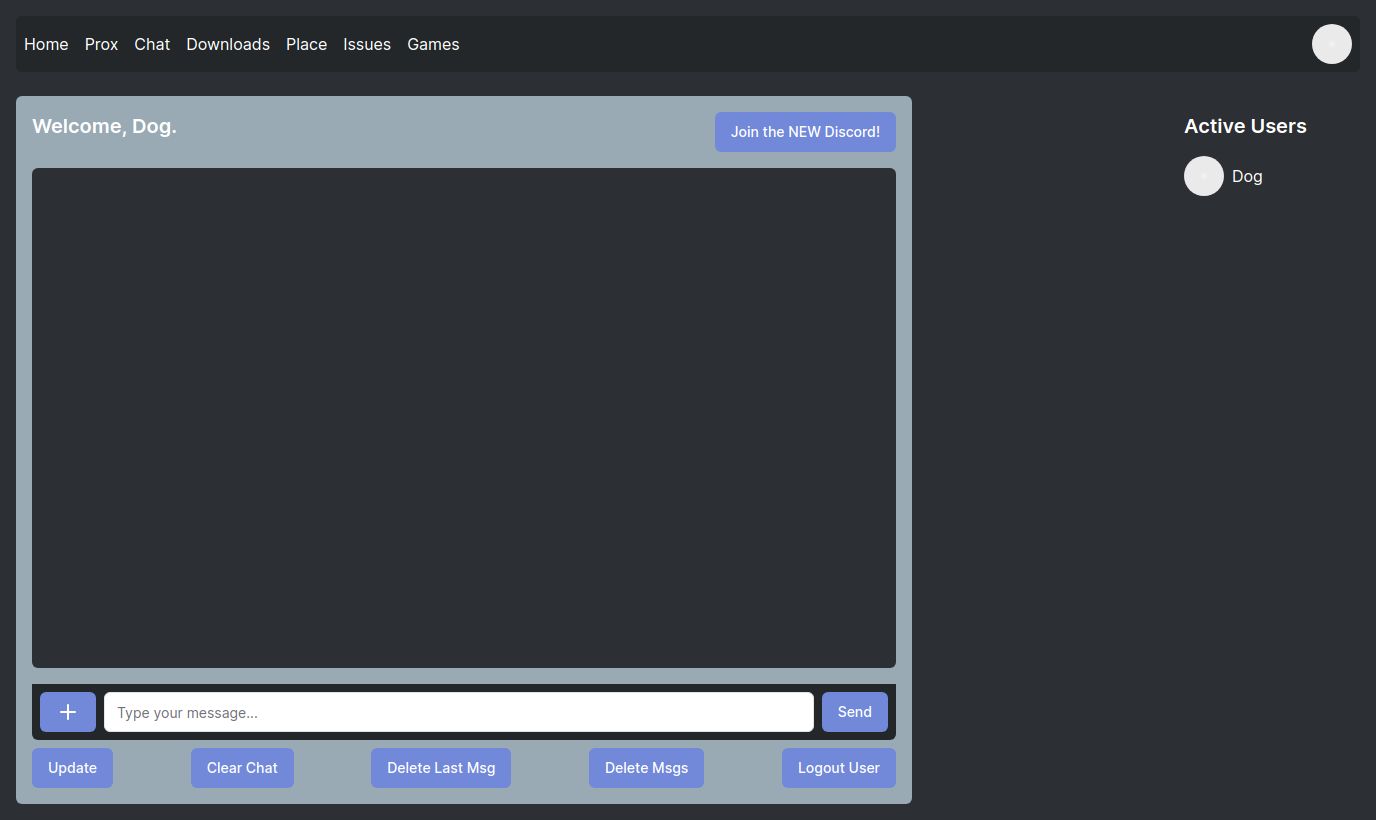 Home Prox Chat Downloads Place Issues Games
Welcome, Dog.
Join the NEW Discord!
Active Users
Dog
Type your message...
Send
Update
Clear Chat
Delete Last Msg
Delete Msgs
Logout User